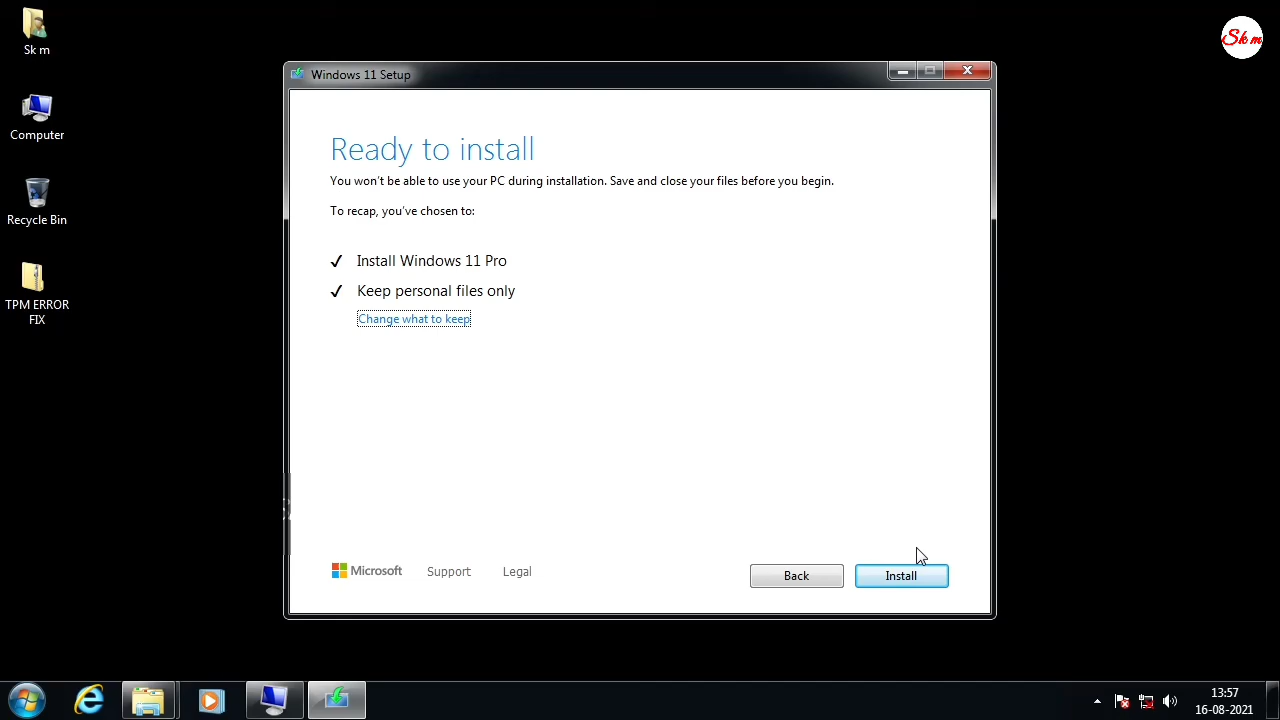 Sk m
Computer
Recycle Bin
TPM ERROR
FIX
Sk m
Windows 11 Setup
Ready to install
You won't be able to use your PC during installation. Save and close your files before you begin.
To recap, you've chosen to:
Install Windows 11 Pro
Keep personal files only
Change what to keep
Microsoft
Support
Legal
Back
Install
13:57
16-08-2021